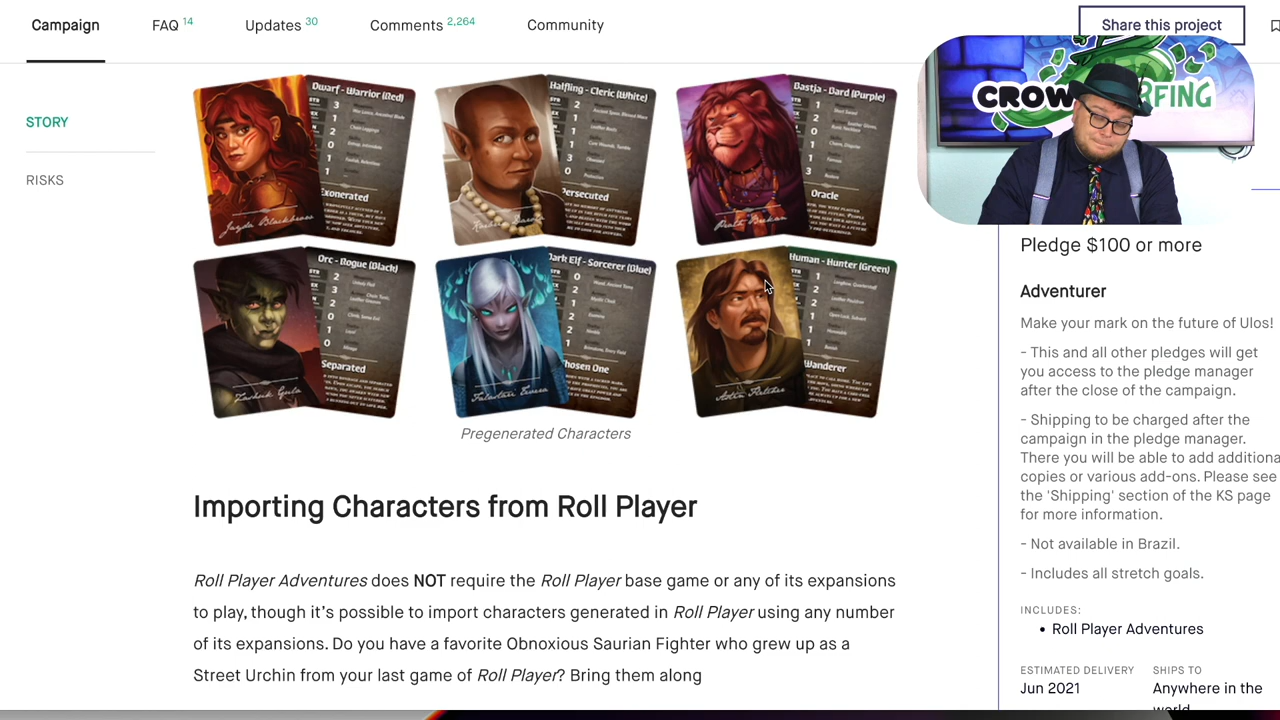 Campaign
FAQ 14
Updates 30
Comments 2,264
Community
Share this project
STORY
RISKS
CROW
RFING
Dwarf - Warrior (Red)
Exonerated
Halfling - Cleric (White)
Persecuted
Oracle
Orc - Rogue (Black)
Separated
Dark Elf - Sorcerer (Blue)
Chosen One
Human - Hunter (Green)
Wanderer
Pregenerated Characters
Importing Characters from Roll Player
Roll Player Adventures does NOT require the Roll Player base game or any of its expansions
to play, though it's possible to import characters generated in Roll Player using any number
of its expansions. Do you have a favorite Obnoxious Saurian Fighter who grew up as a
Street Urchin from your last game of Roll Player? Bring them along
Pledge $100 or more
Adventurer
Make your mark on the future of Ulos!
- This and all other pledges will get
you access to the pledge manager
after the close of the campaign.
- Shipping to be charged after the
campaign in the pledge manager.
There you will be able to add additiona
copies or various add-ons. Please see
the 'Shipping' section of the KS page
for more information.
- Not available in Brazil.
- Includes all stretch goals.
INCLUDES:
• Roll Player Adventures
ESTIMATED DELIVERY
Jun 2021
SHIPS TO
Anywhere in the
world